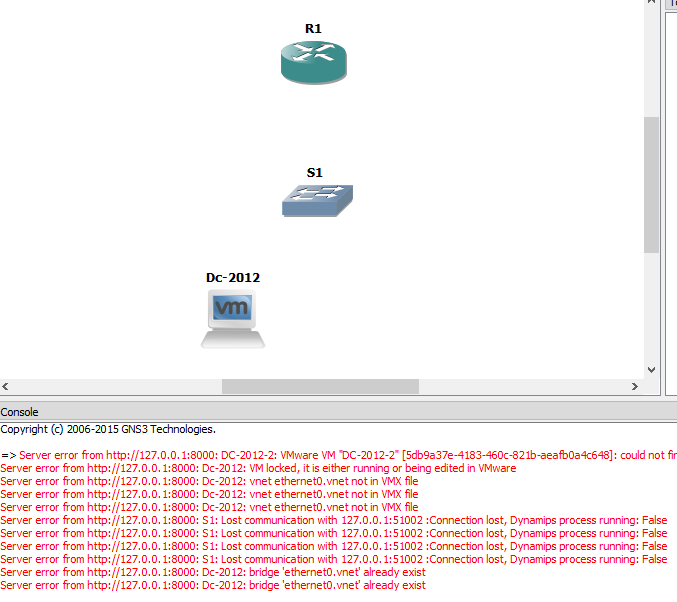 R1
S1
Dc-2012
vm
Console
Copyright (c) 2006-2015 GNS3 Technologies.
=> Server error from http://127.0.0.1:8000: DC-2012-2: VMware VM "DC-2012-2" [5db9a37e-4183-460c-821b-aeafb0a4c648]: could not
Server error from http://127.0.0.1:8000: Dc-2012: VM locked, it is either running or being edited in VMware
Server error from http://127.0.0.1:8000: Dc-2012: vnet ethernet0.vnet not in VMX file
Server error from http://127.0.0.1:8000: Dc-2012: vnet ethernet0.vnet not in VMX file
Server error from http://127.0.0.1:8000: Dc-2012: vnet ethernet0.vnet not in VMX file
Server error from http://127.0.0.1:8000: S1: Lost communication with 127.0.0.1:51002 :Connection lost, Dynamips process running: False
Server error from http://127.0.0.1:8000: S1: Lost communication with 127.0.0.1:51002 :Connection lost, Dynamips process running: False
Server error from http://127.0.0.1:8000: S1: Lost communication with 127.0.0.1:51002 :Connection lost, Dynamips process running: False
Server error from http://127.0.0.1:8000: S1: Lost communication with 127.0.0.1:51002 :Connection lost, Dynamips process running: False
Server error from http://127.0.0.1:8000: Dc-2012: bridge 'ethernet0.vnet' already exist
Server error from http://127.0.0.1:8000: Dc-2012: bridge 'ethernet0.vnet' already exist